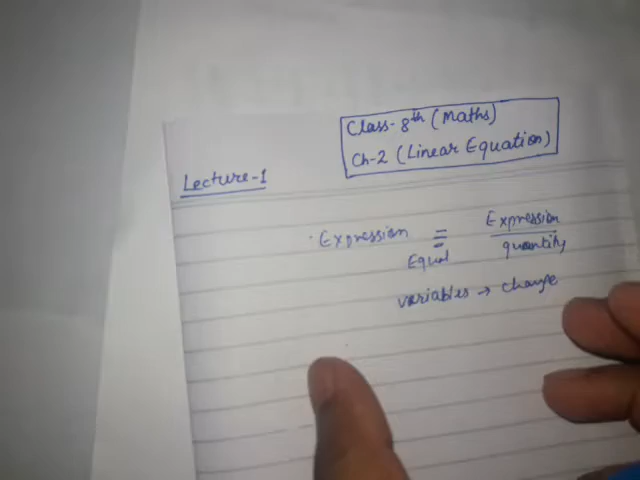 Class-8th (Maths)
Ch-2 (Linear Equation)
Lecture-1
Expression = Expression
Equal quantity
variables → change